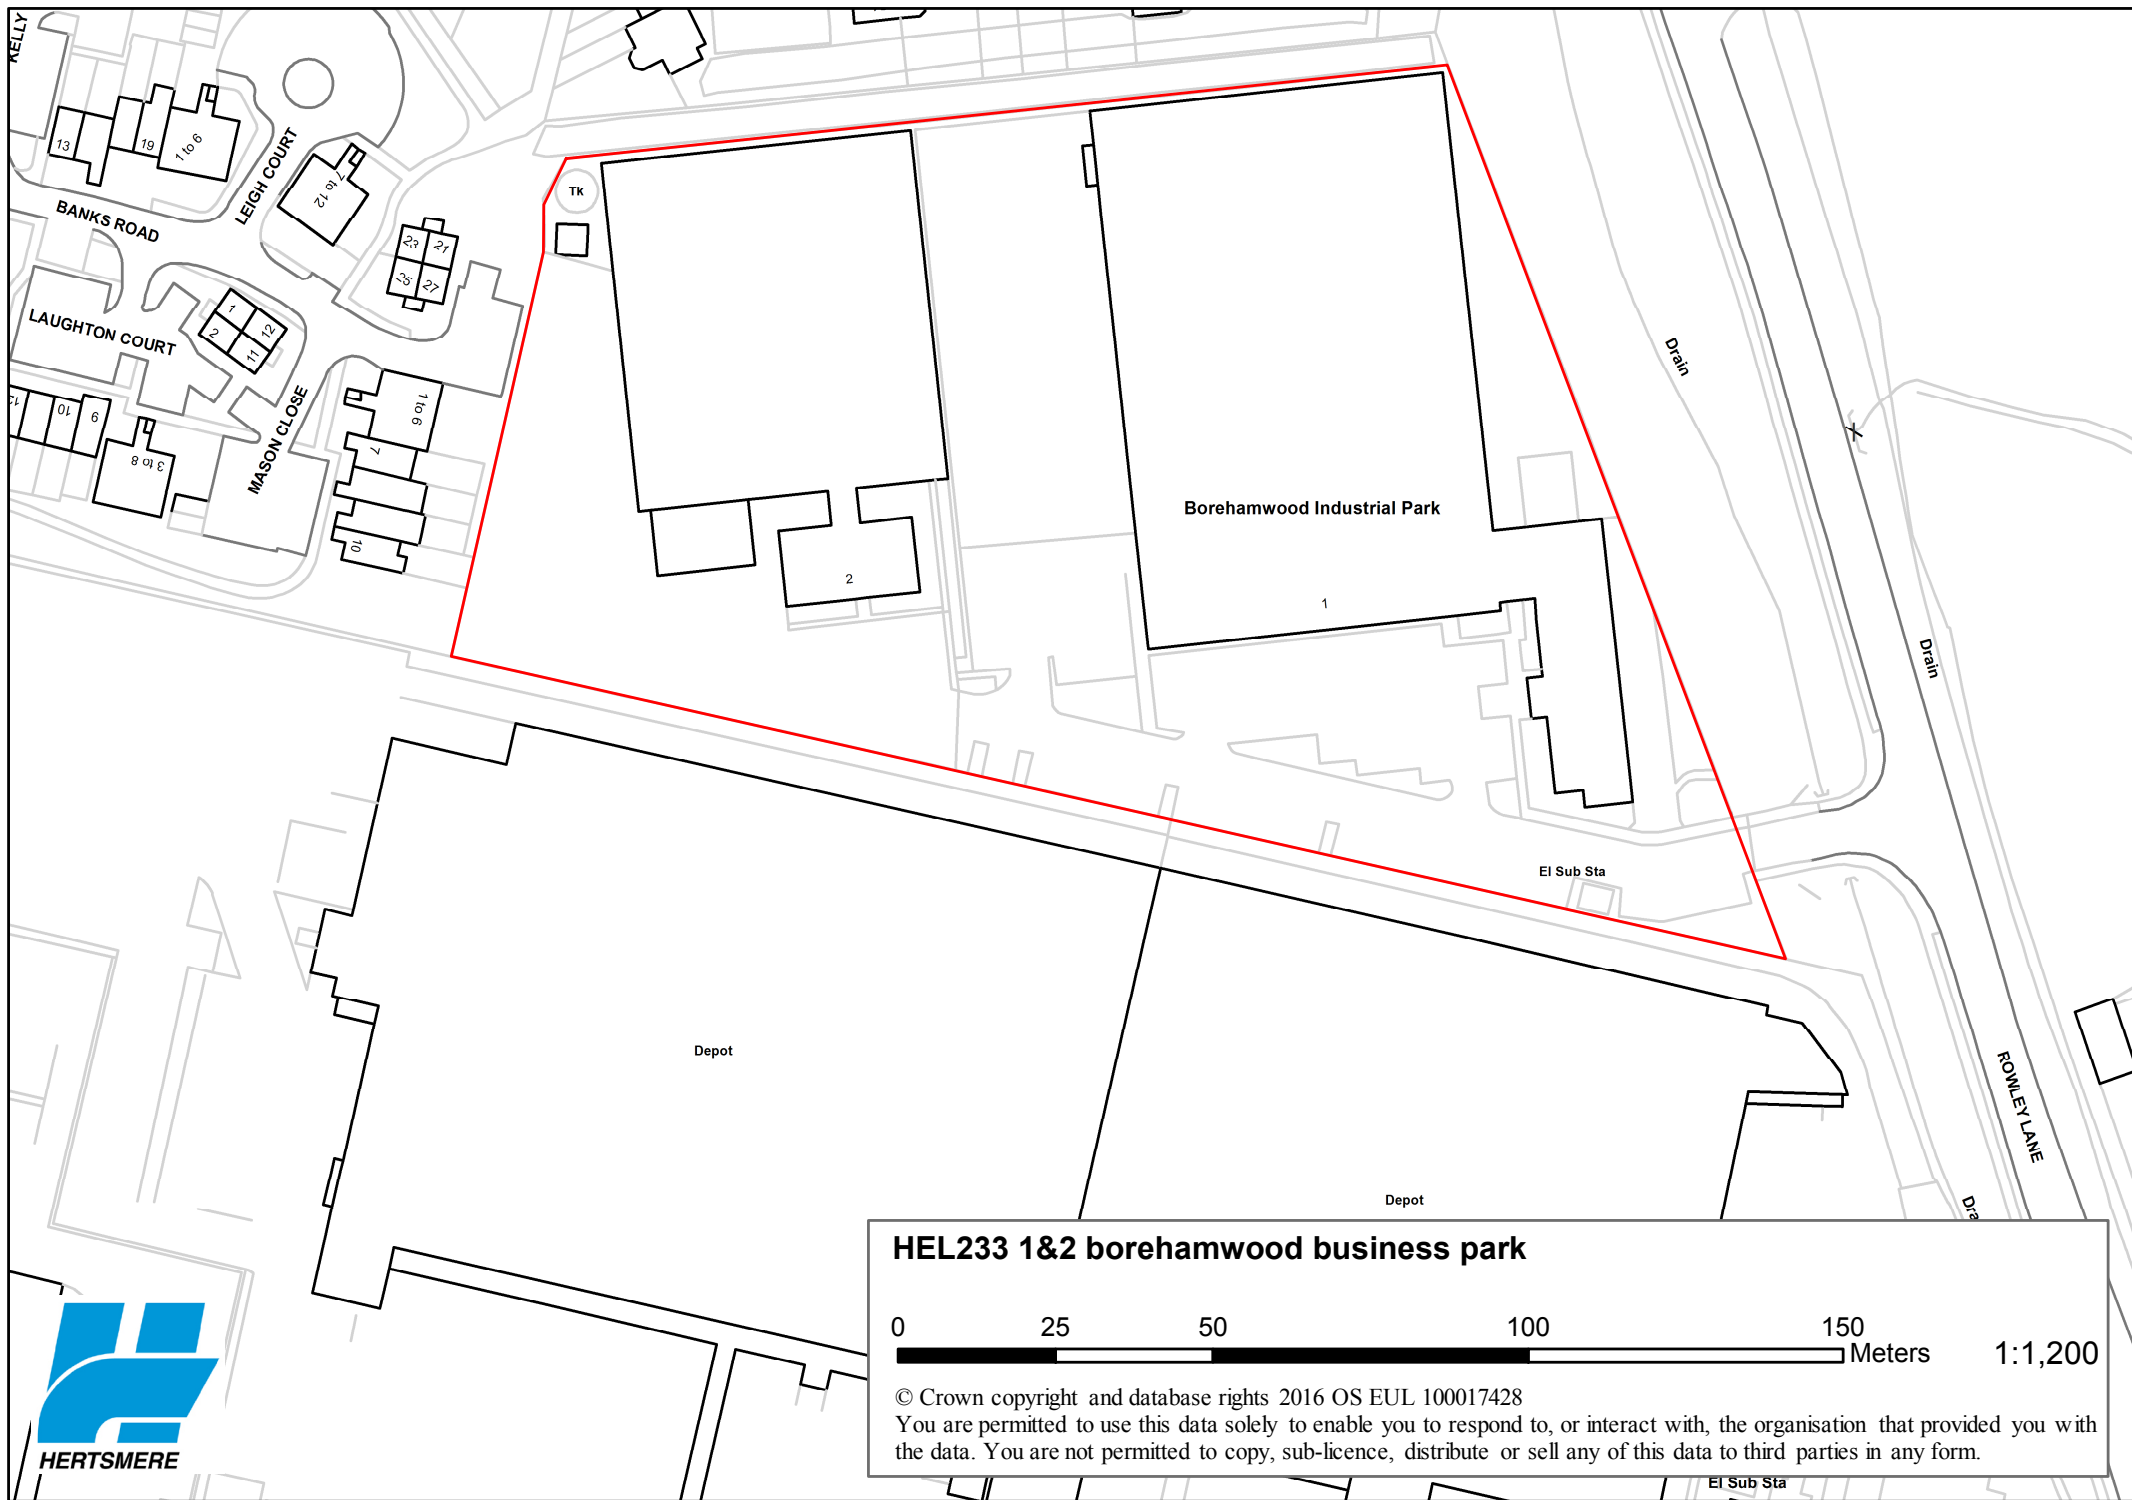 KELLY
13
19
1 to 6
LEIGH COURT
7 to 12
BANKS ROAD
TK
23
21
25
27
LAUGHTON COURT
1
2
12
11
Drain
MASON CLOSE
10
9
3 to 8
1 to 6
7
10
Borehamwood Industrial Park
2
1
Drain
El Sub Sta
Depot
Depot
ROWLEY LANE
Dra
HEL233 1&2 borehamwood business park
0 25 50 100 150
Meters
1:1,200
© Crown copyright and database rights 2016 OS EUL 100017428
You are permitted to use this data solely to enable you to respond to, or interact with, the organisation that provided you with
the data. You are not permitted to copy, sub-licence, distribute or sell any of this data to third parties in any form.
HERTSMERE
El Sub Sta